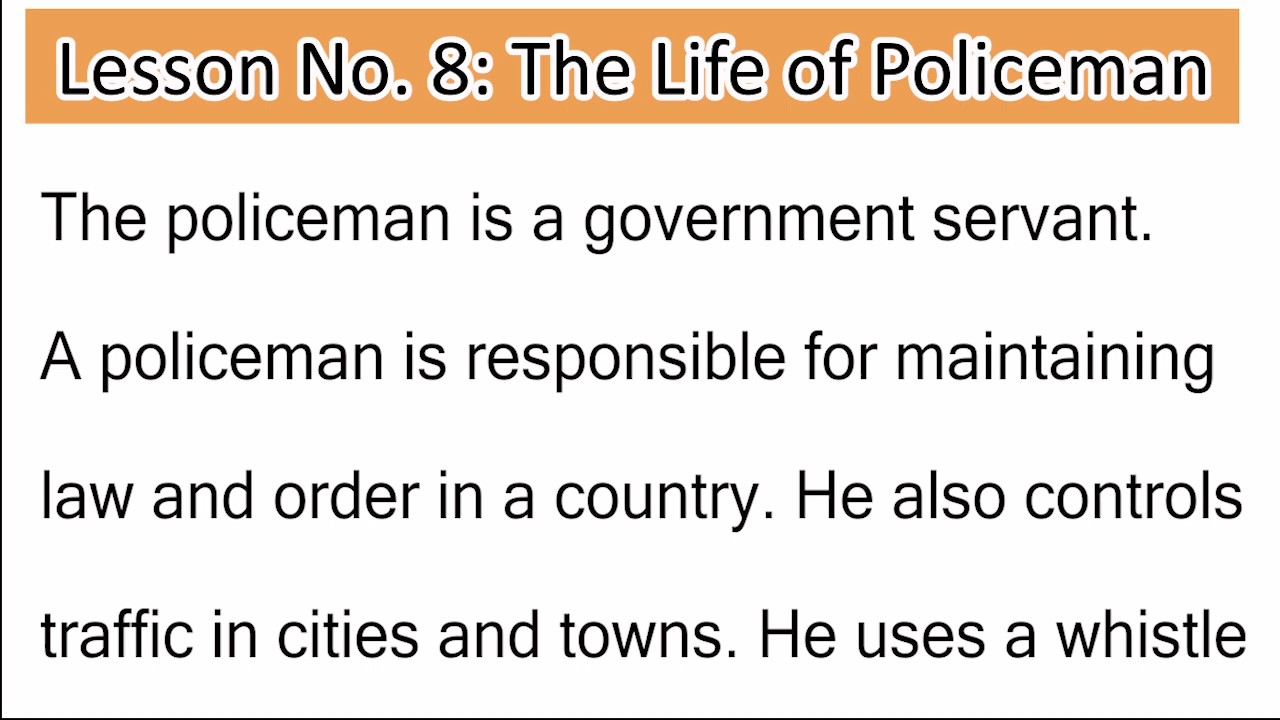 Lesson No. 8: The Life of Policeman
The policeman is a government servant.
A policeman is responsible for maintaining
law and order in a country. He also controls
traffic in cities and towns. He uses a whistle